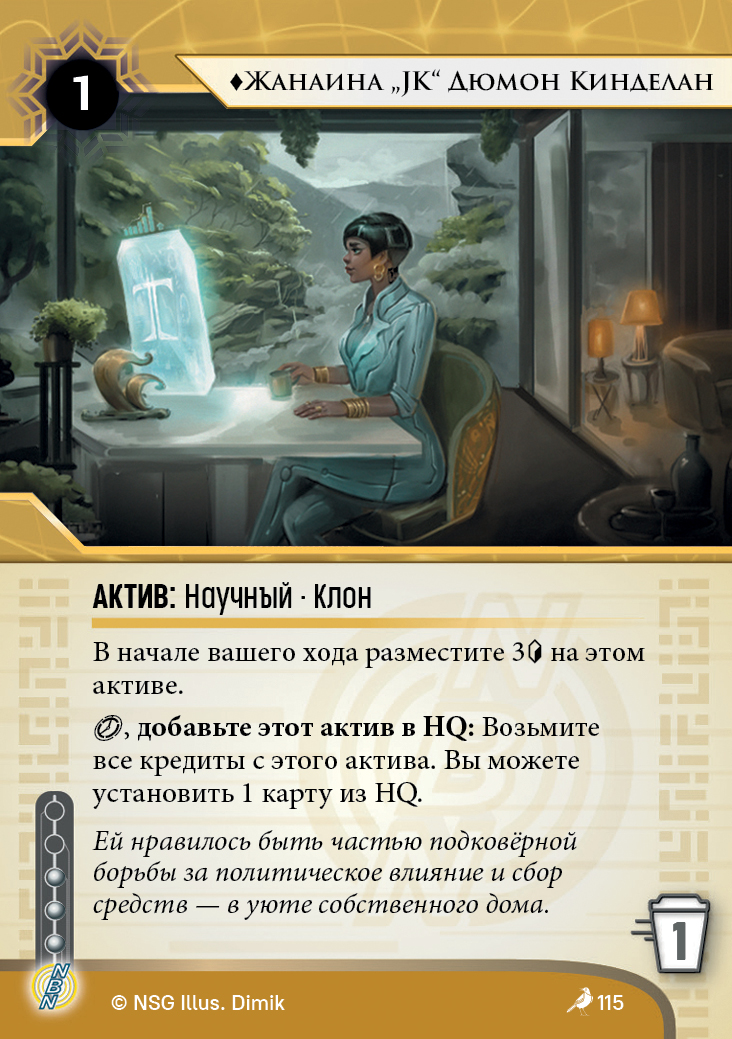 1
♦Жанаина „JK“ Дюмон Кинделан
АКТИВ: Научный · Клон
В начале вашего хода разместите 3 на этом
активе.
, добавьте этот актив в HQ: Возьмите
все кредиты с этого актива. Вы можете
установить 1 карту из HQ.
Ей нравилось быть частью подковёрной
борьбы за политическое влияние и сбор
средств — в уюте собственного дома.
1
NBN
© NSG Illus. Dimik
115